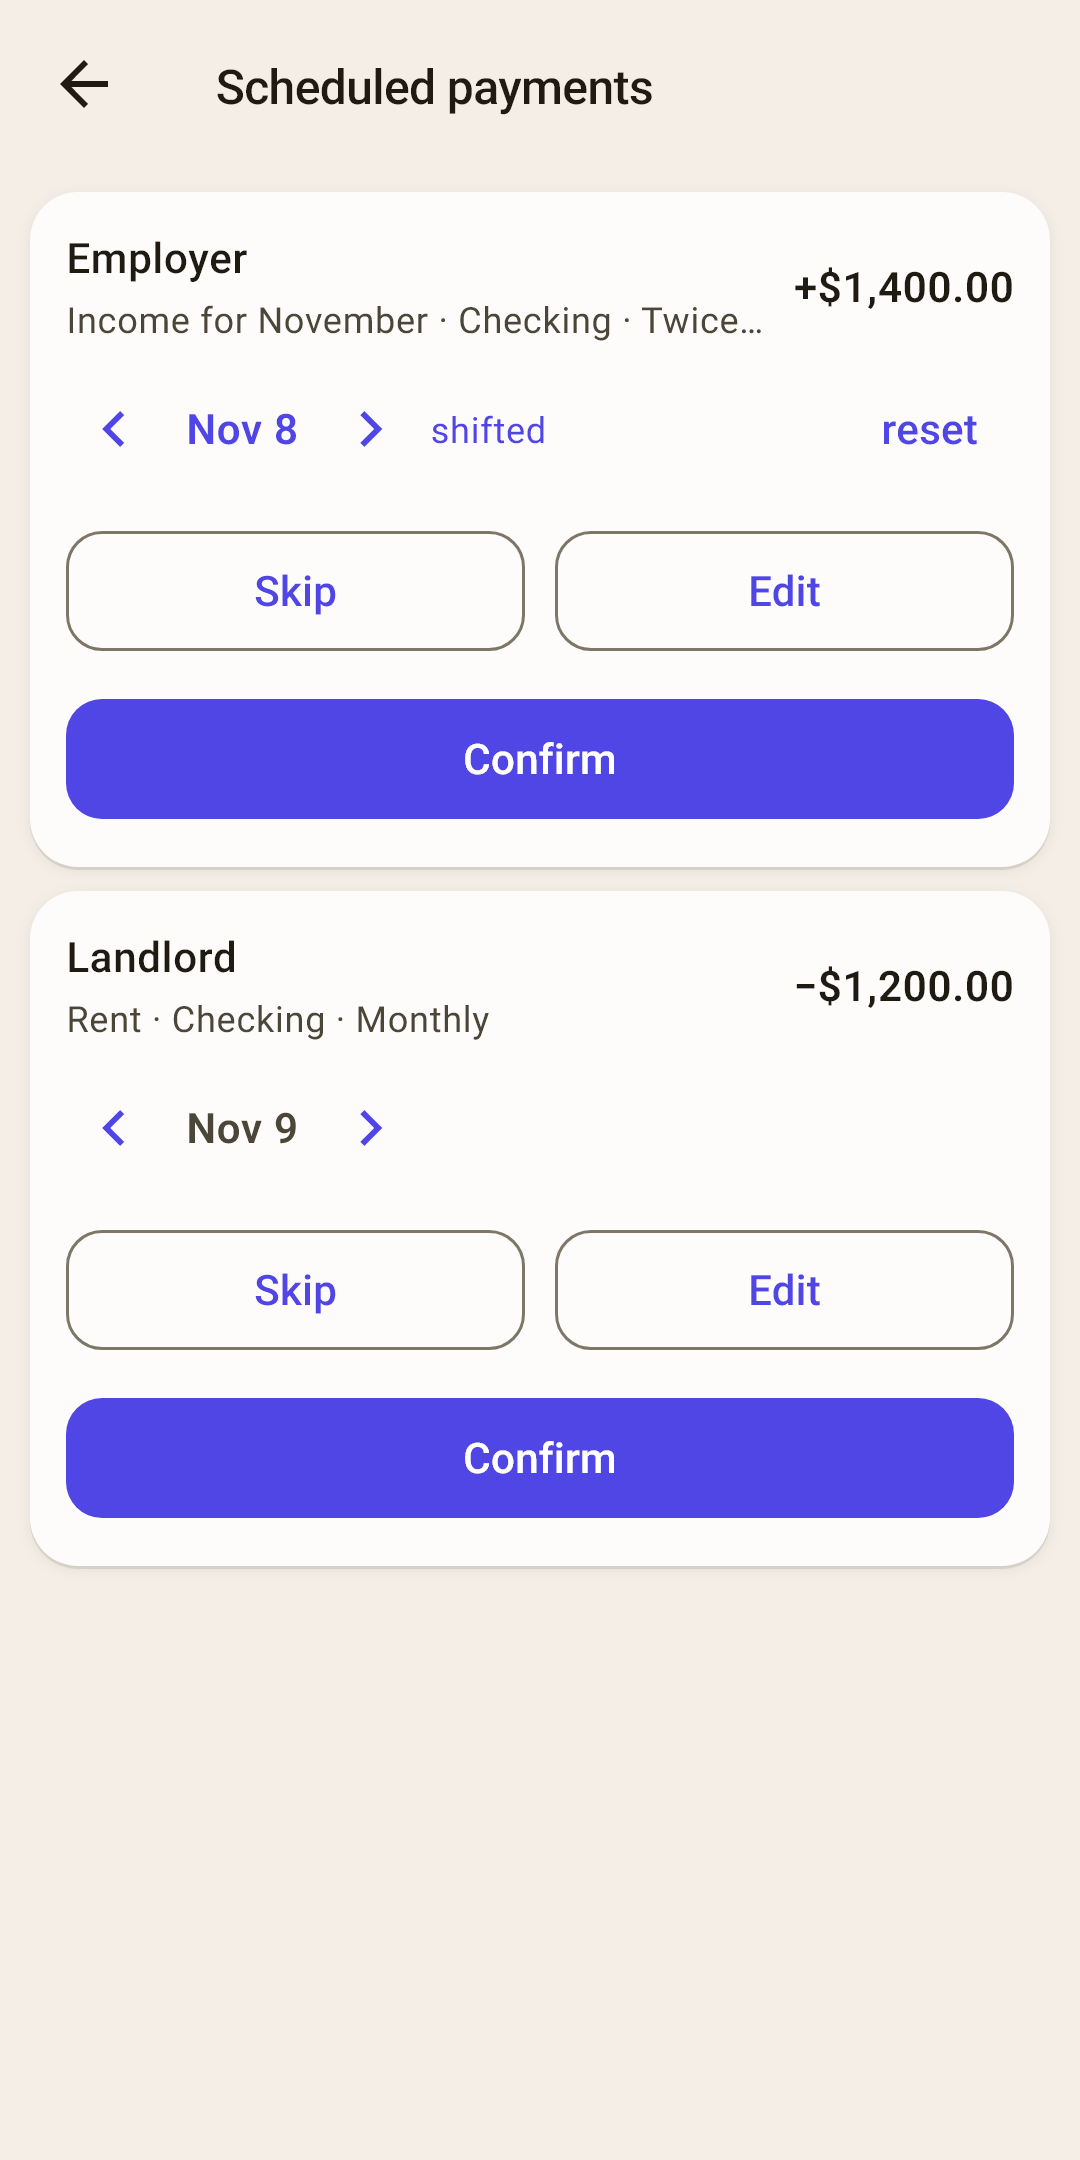 Scheduled payments
Employer
+$1,400.00
Income for November · Checking · Twice…
Nov 8
shifted
reset
Skip
Edit
Confirm
Landlord
−$1,200.00
Rent · Checking · Monthly
Nov 9
Skip
Edit
Confirm